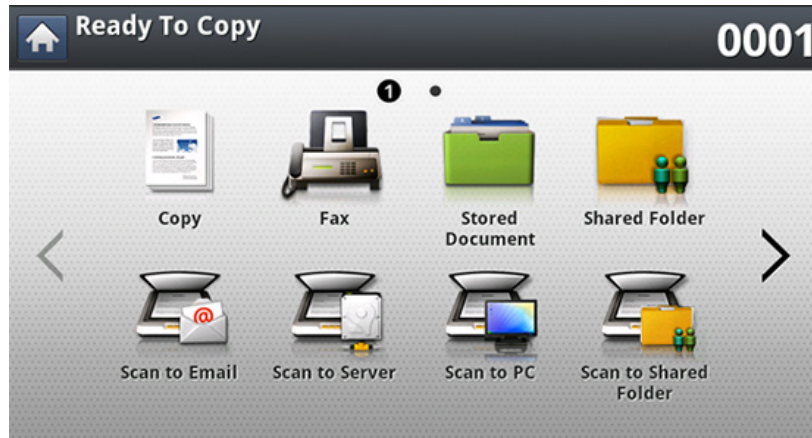 Ready To Copy
0001
1
Copy
Fax
Stored
Document
Shared Folder
Scan to Email
Scan to Server
Scan to PC
Scan to Shared
Folder